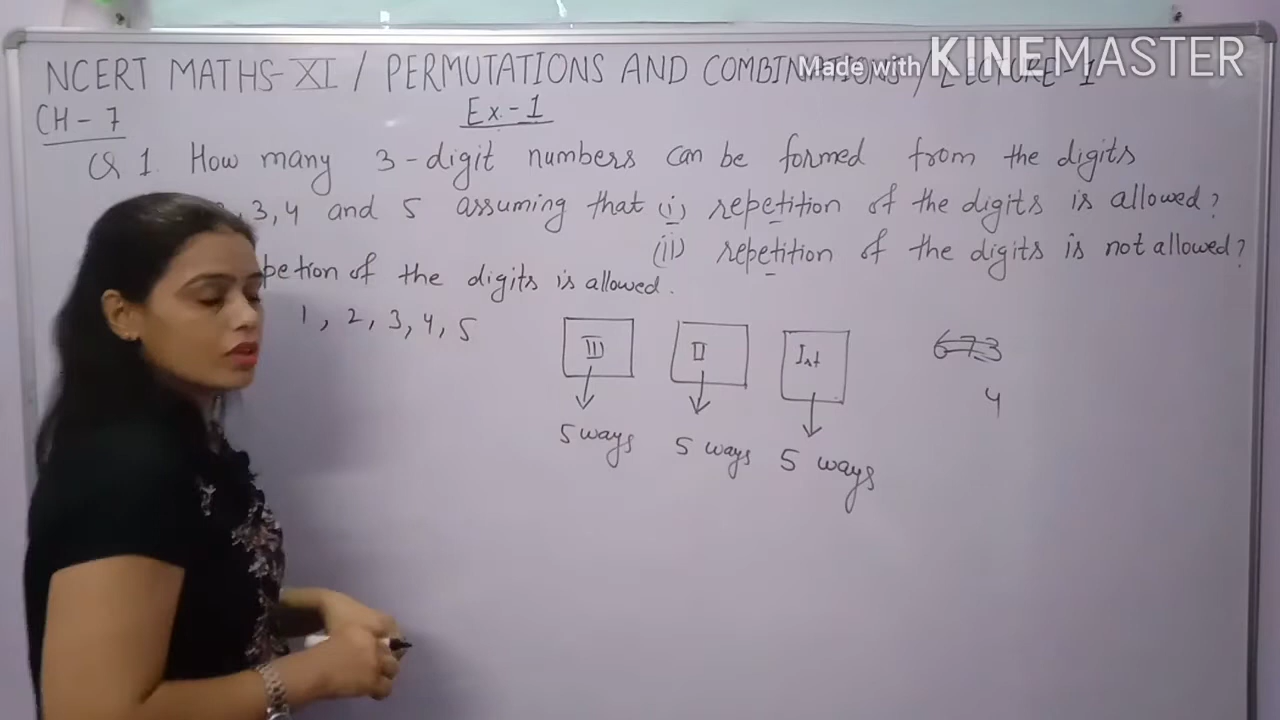 NCERT MATHS-XI / PERMUTATIONS AND COMBINATIONS / LECTURE-1
Made with KINEMASTER
CH-7
Ex.-1
Q 1. How many 3-digit numbers can be formed from the digits
, 3, 4 and 5 assuming that (i) repetition of the digits is allowed?
(ii) repetition of the digits is not allowed?
petion of the digits is allowed.
1, 2, 3, 4, 5
III II Ist
673
4
5 ways 5 ways 5 ways